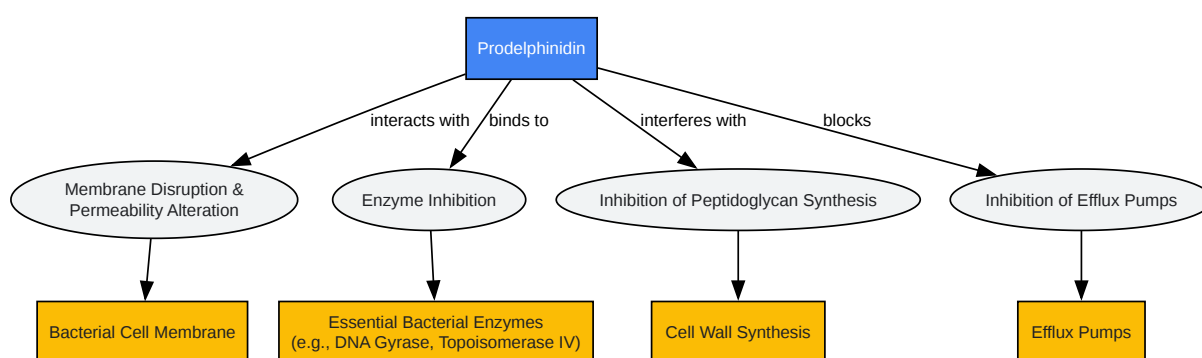 Prodelphinidin
interacts with
binds to
interferes with
blocks
Membrane Disruption &
Permeability Alteration
Enzyme Inhibition
Inhibition of Peptidoglycan Synthesis
Inhibition of Efflux Pumps
Bacterial Cell Membrane
Essential Bacterial Enzymes
(e.g., DNA Gyrase, Topoisomerase IV)
Cell Wall Synthesis
Efflux Pumps